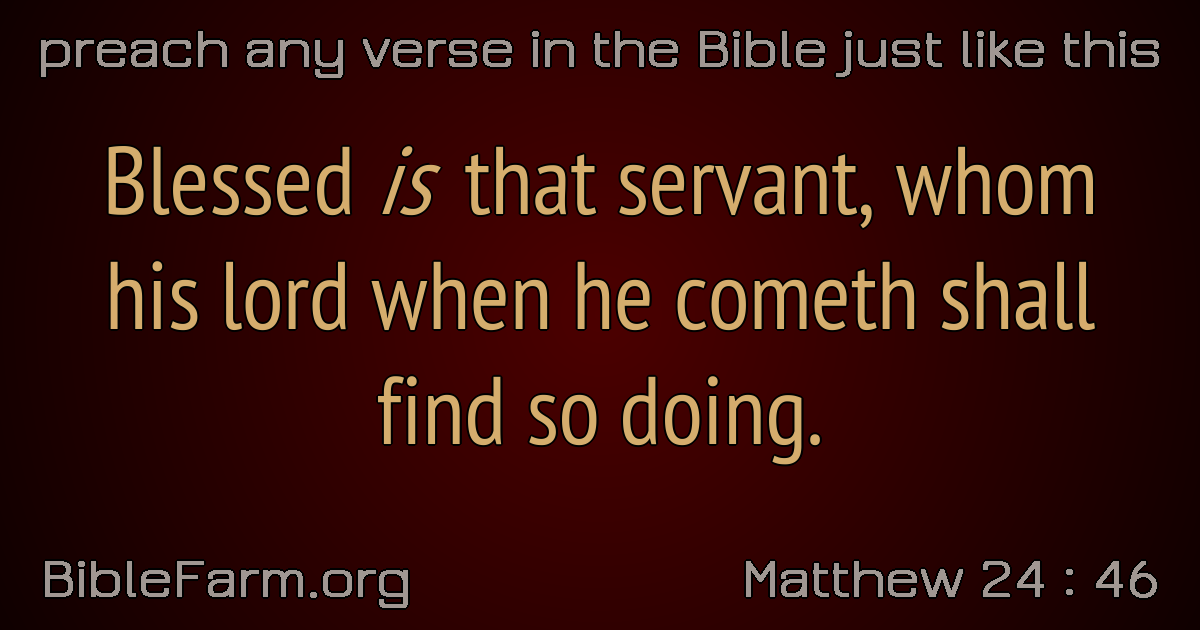 preach any verse in the Bible just like this
Blessed is that servant, whom
his lord when he cometh shall
find so doing.
BibleFarm.org
Matthew 24 : 46